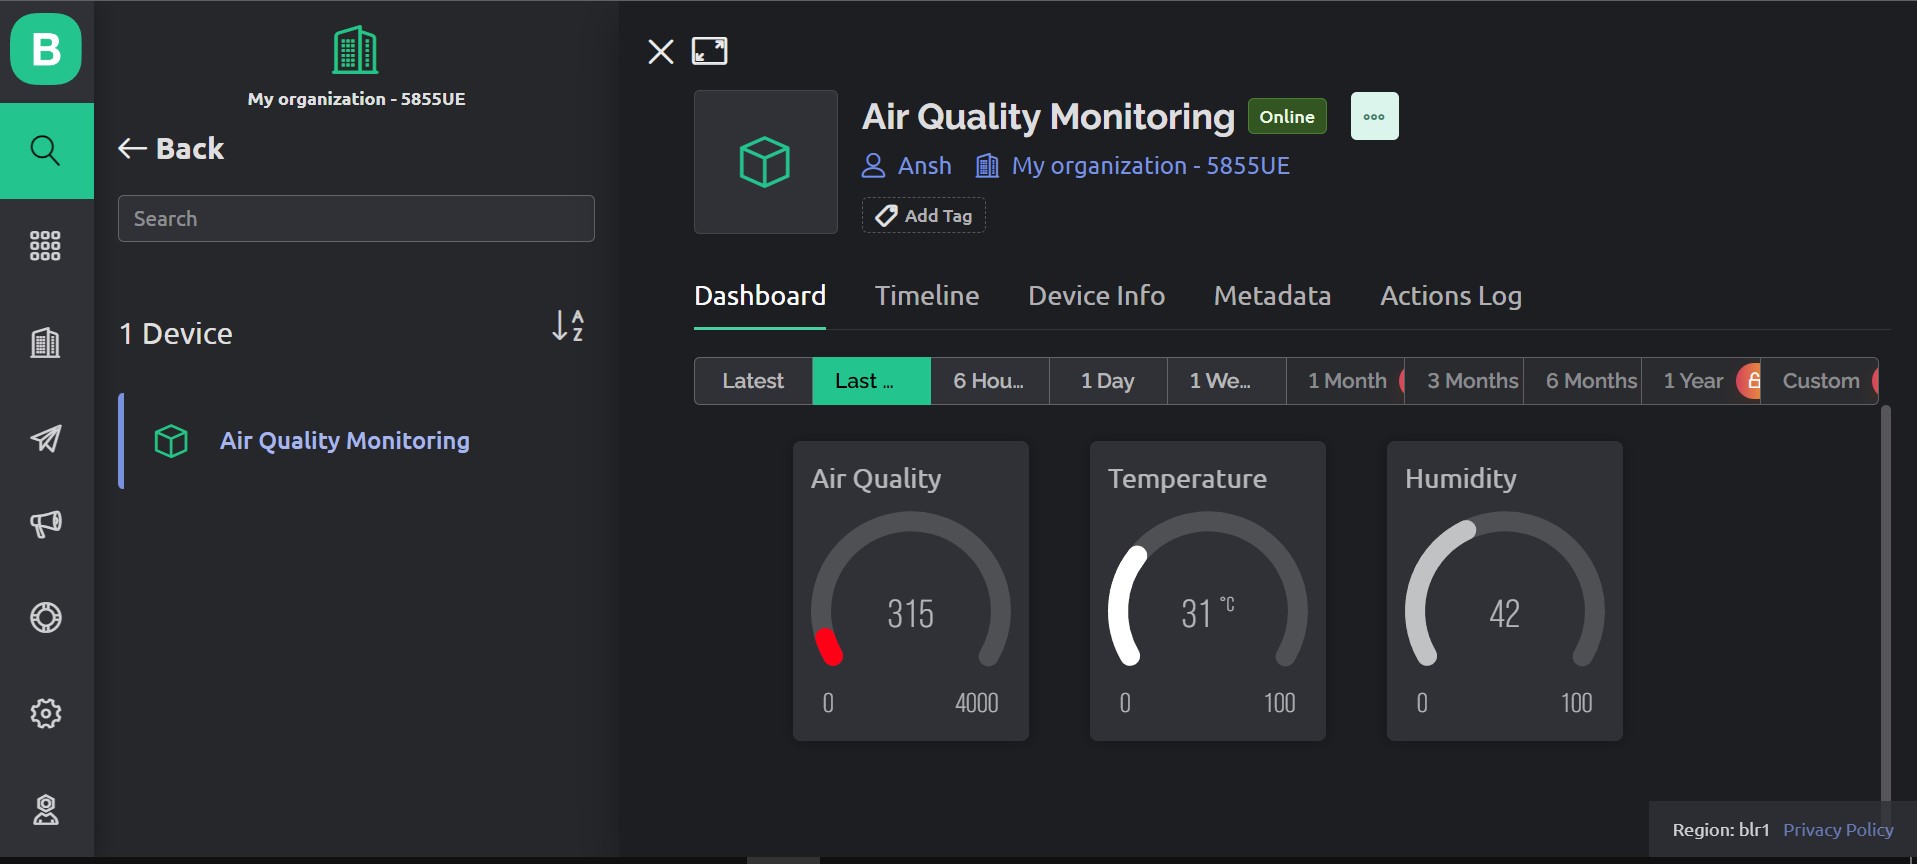 B
My organization - 5855UE
Back
Search
1 Device
A
Z
Air Quality Monitoring
Air Quality Monitoring
Online
Ansh My organization - 5855UE
Add Tag
Dashboard Timeline Device Info Metadata Actions Log
Latest Last ... 6 Hou... 1 Day 1 We... 1 Month 3 Months 6 Months 1 Year Custom
Air Quality
315
0 4000
Temperature
31 °C
0 100
Humidity
42
0 100
Region: blr1 Privacy Policy